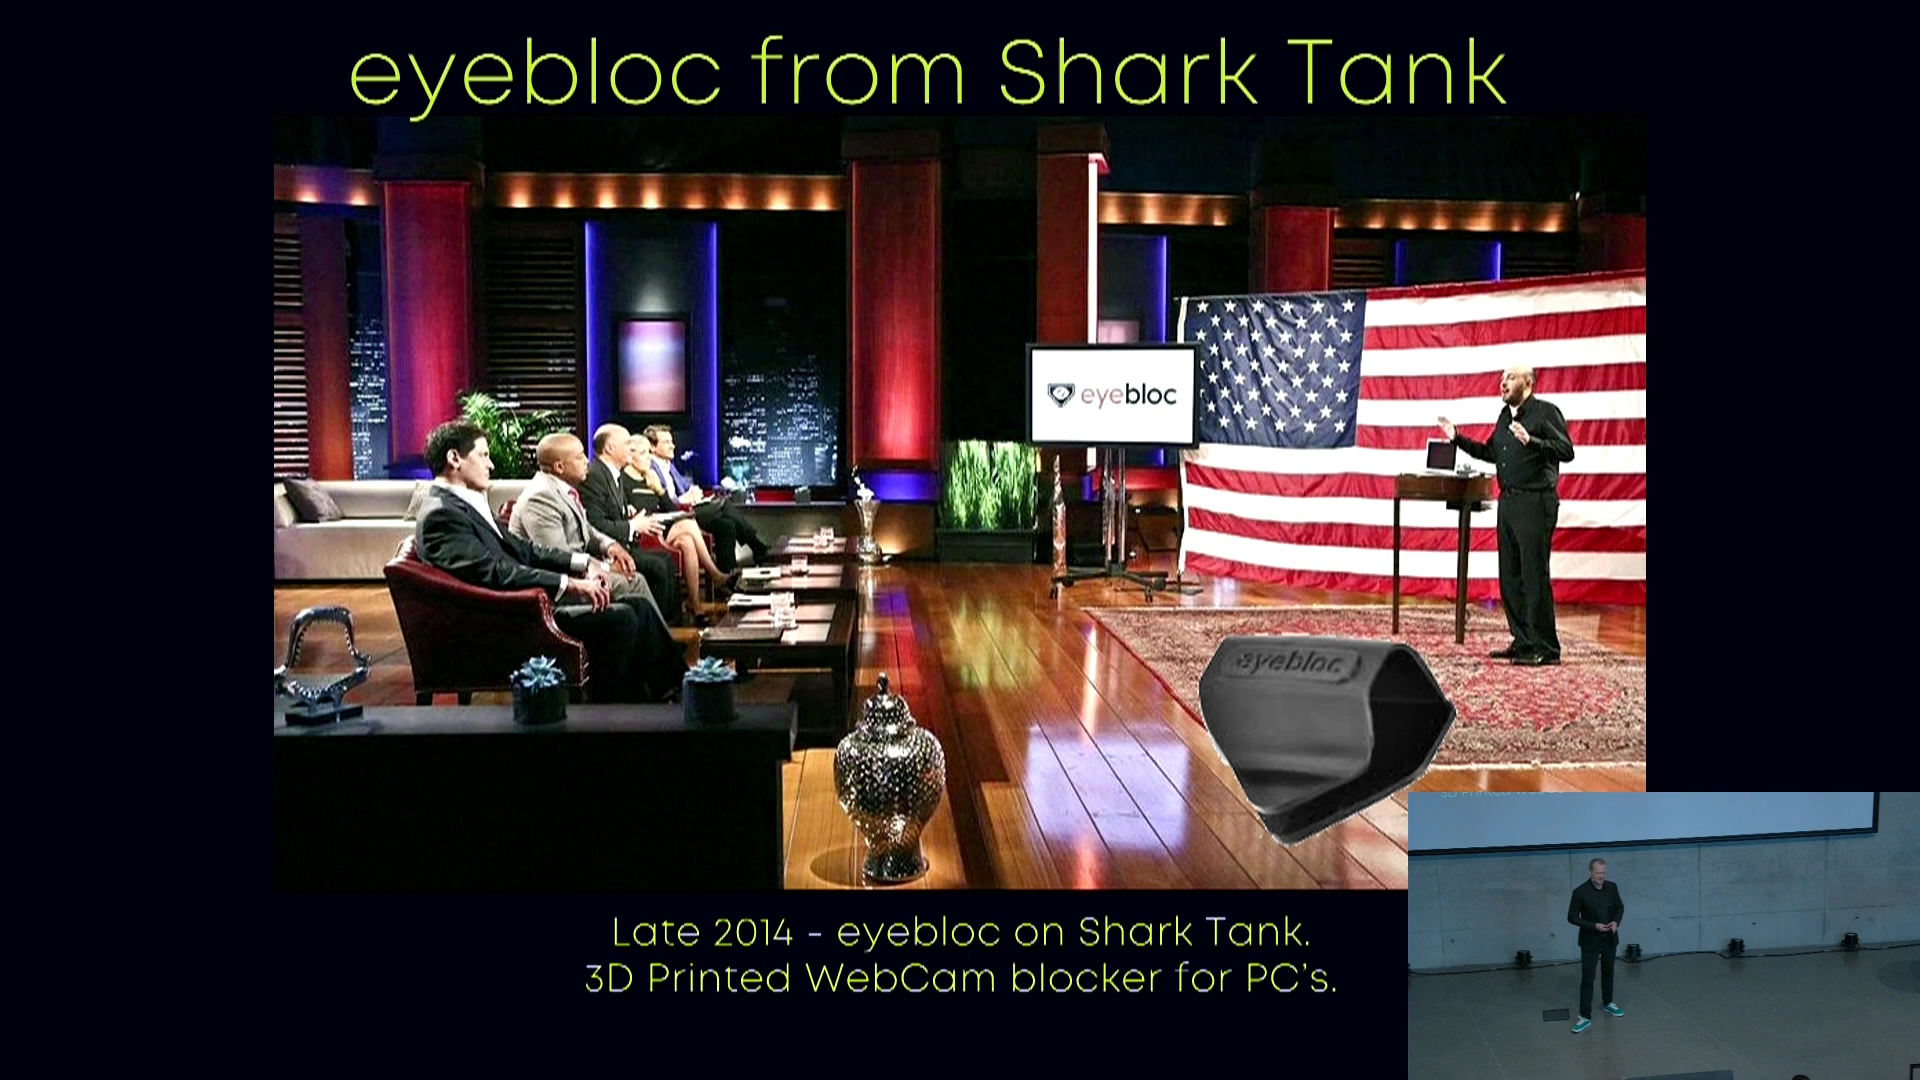 eyebloc from Shark Tank
eyebloc
eyebloc
Late 2014 - eyebloc on Shark Tank.
3D Printed WebCam blocker for PC's.